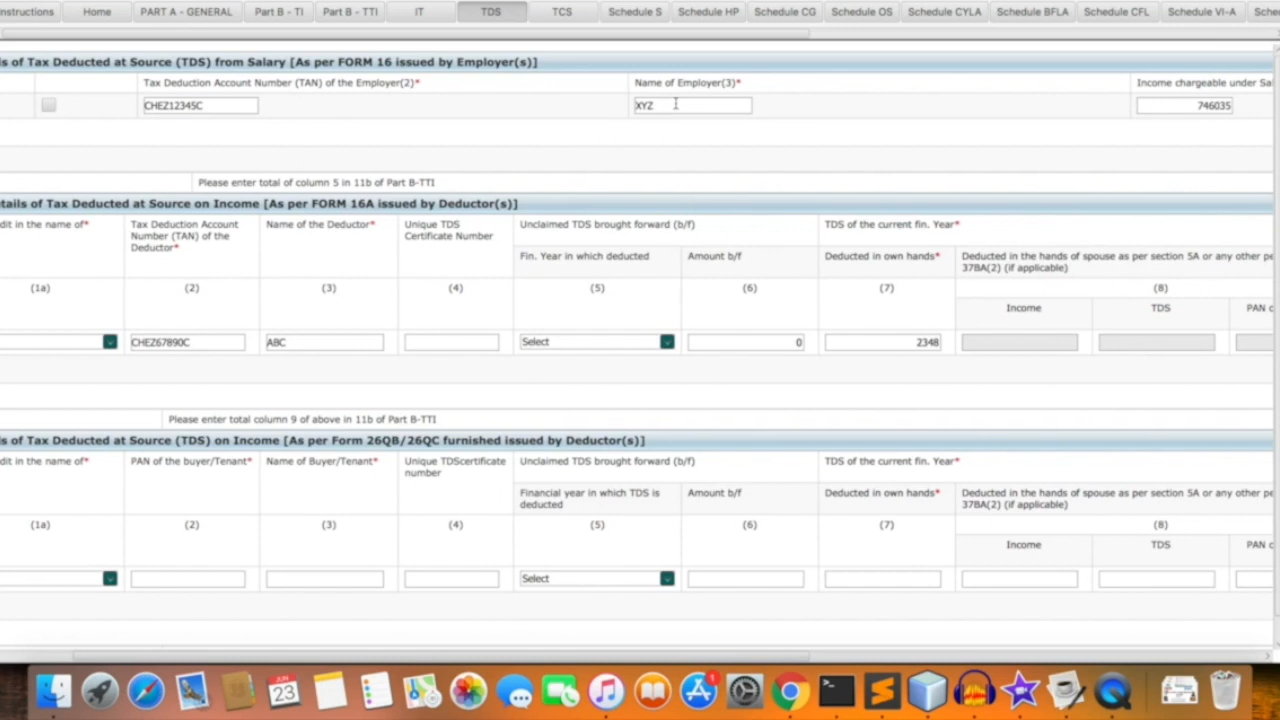 nstructions Home PART A - GENERAL Part B - TI Part B - TTI IT TDS TCS Schedule S Schedule HP Schedule CG Schedule OS Schedule CYLA Schedule BFLA Schedule CFL Schedule VI-A Sche
ls of Tax Deducted at Source (TDS) from Salary [As per FORM 16 issued by Employer(s)]
Tax Deduction Account Number (TAN) of the Employer(2)* Name of Employer(3)* Income chargeable under Sal
CHEZ12345C XYZ 746035
Please enter total of column 5 in 11b of Part B-TTI
etails of Tax Deducted at Source on Income [As per FORM 16A issued by Deductor(s)]
dit in the name of* Tax Deduction Account Name of the Deductor* Unique TDS Unclaimed TDS brought forward (b/f) TDS of the current fin. Year*
Number (TAN) of the Certificate Number
Deductor*
Fin. Year in which deducted Amount b/f Deducted in own hands* Deducted in the hands of spouse as per section 5A or any other pe
37BA(2) (if applicable)
(1a) (2) (3) (4) (5) (6) (7) (8)
Income TDS PAN c
CHEZ67890C ABC Select 0 2348
Please enter total column 9 of above in 11b of Part B-TTI
ls of Tax Deducted at Source (TDS) on Income [As per Form 26QB/26QC furnished issued by Deductor(s)]
dit in the name of* PAN of the buyer/Tenant* Name of Buyer/Tenant* Unique TDScertificate Unclaimed TDS brought forward (b/f) TDS of the current fin. Year*
number
Financial year in which TDS is Amount b/f Deducted in own hands* Deducted in the hands of spouse as per section 5A or any other pe
deducted 37BA(2) (if applicable)
(1a) (2) (3) (4) (5) (6) (7) (8)
Income TDS PAN c
Select
JUN
23
1